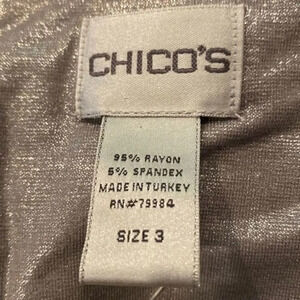 CHICO'S
95% RAYON
5% SPANDEX
MADE IN TURKEY
RN#79984
SIZE 3